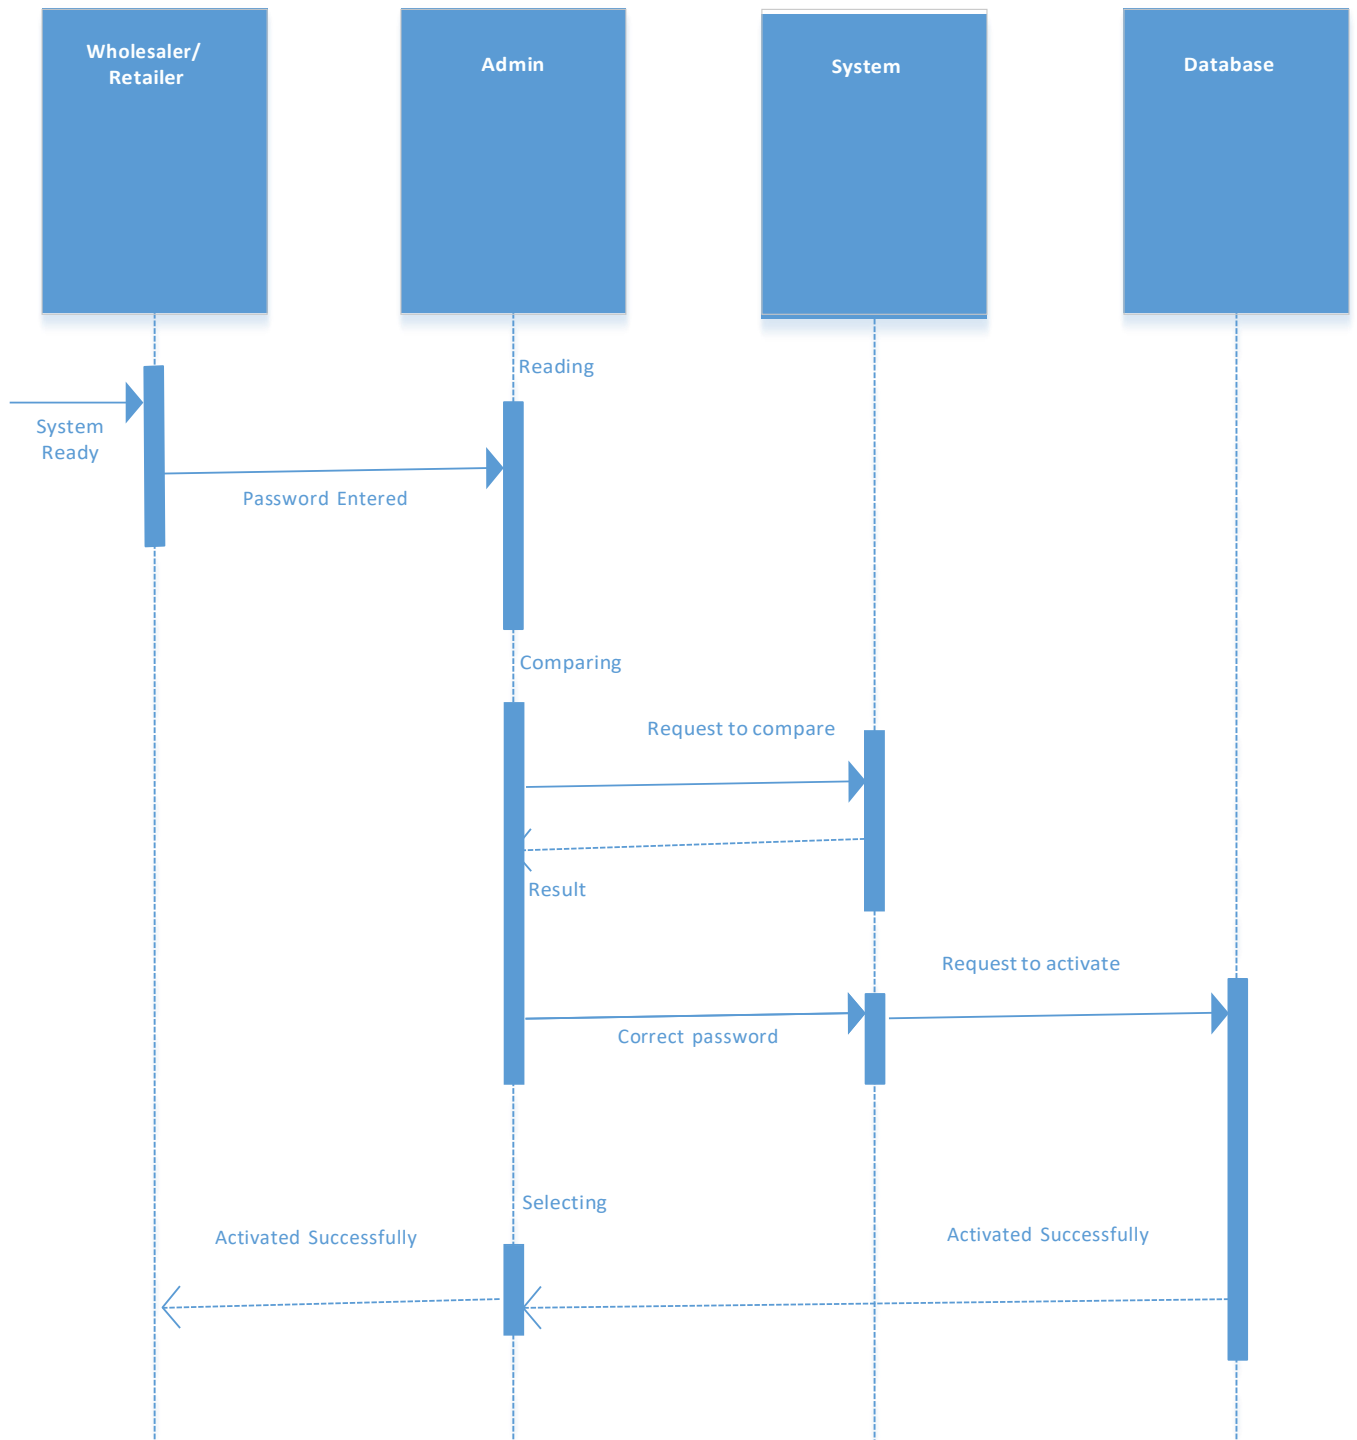 Wholesaler/
Retailer
Admin
System
Database
Reading
System
Ready
Password Entered
Comparing
Request to compare
Result
Request to activate
Correct password
Selecting
Activated Successfully
Activated Successfully